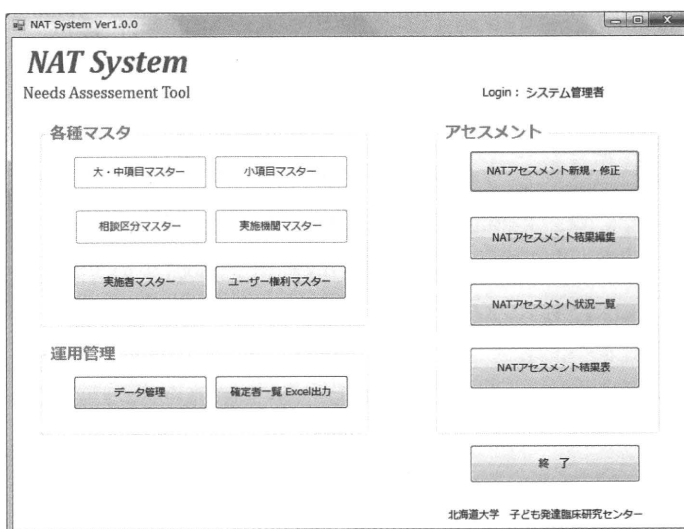 NAT System Ver1.0.0
NAT System
Needs Assessement Tool
Login： システム管理者
各種マスタ
大・中項目マスター
小項目マスター
相談区分マスター
実施機関マスター
実施者マスター
ユーザー権利マスター
運用管理
データ管理
確定者一覧 Excel出力
アセスメント
NATアセスメント新規・修正
NATアセスメント結果編集
NATアセスメント状況一覧
NATアセスメント結果表
終 了
北海道大学 子ども発達臨床研究センター